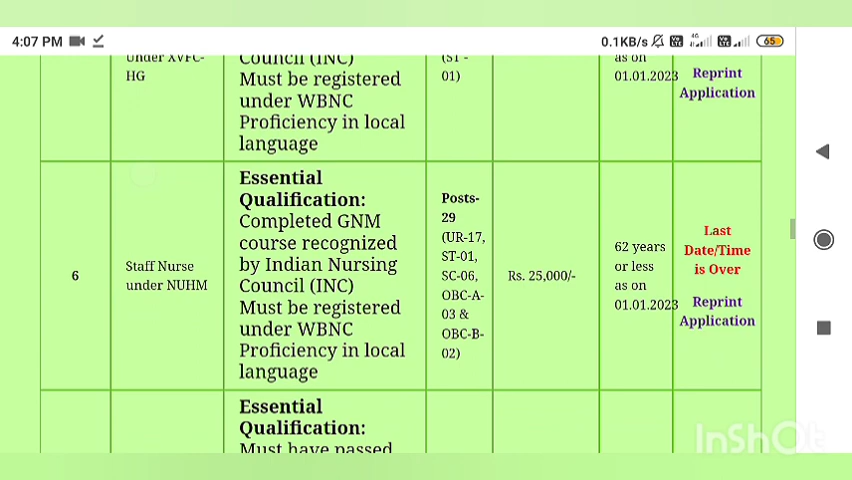 4:07 PM
0.1KB/s
4G
65
Under XVFC-
HG
Council (INC)
Must be registered
under WBNC
Proficiency in local
language
(ST -
01)
as on
01.01.2023
Reprint
Application
6
Staff Nurse
under NUHM
Essential
Qualification:
Completed GNM
course recognized
by Indian Nursing
Council (INC)
Must be registered
under WBNC
Proficiency in local
language
Posts-
29
(UR-17,
ST-01,
SC-06,
OBC-A-
03 &
OBC-B-
02)
Rs. 25,000/-
62 years
or less
as on
01.01.2023
Last
Date/Time
is Over
Reprint
Application
Essential
Qualification:
Must have passed
InShOt